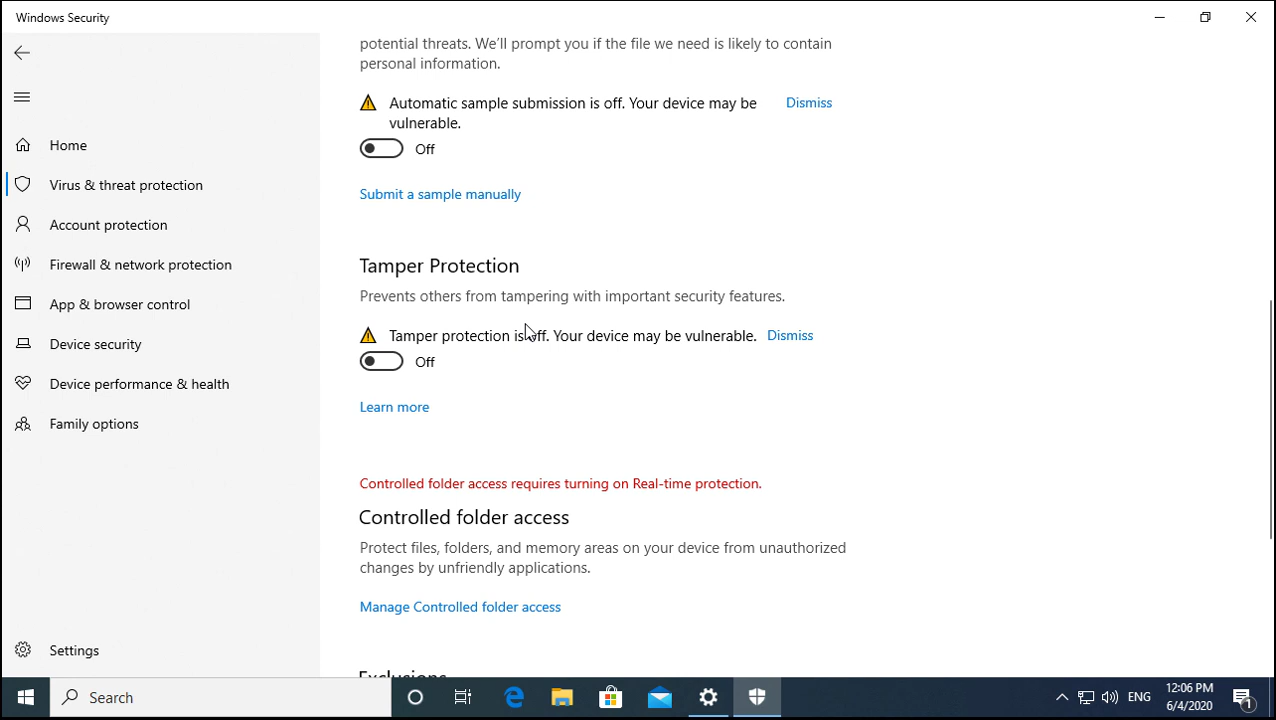 Windows Security
potential threats. We'll prompt you if the file we need is likely to contain
personal information.
Automatic sample submission is off. Your device may be
vulnerable.
Dismiss
Off
Submit a sample manually
Home
Virus & threat protection
Account protection
Firewall & network protection
App & browser control
Device security
Device performance & health
Family options
Settings
Tamper Protection
Prevents others from tampering with important security features.
Tamper protection is off. Your device may be vulnerable. Dismiss
Off
Learn more
Controlled folder access requires turning on Real-time protection.
Controlled folder access
Protect files, folders, and memory areas on your device from unauthorized
changes by unfriendly applications.
Manage Controlled folder access
Exclusions
Search
ENG
12:06 PM
6/4/2020
1